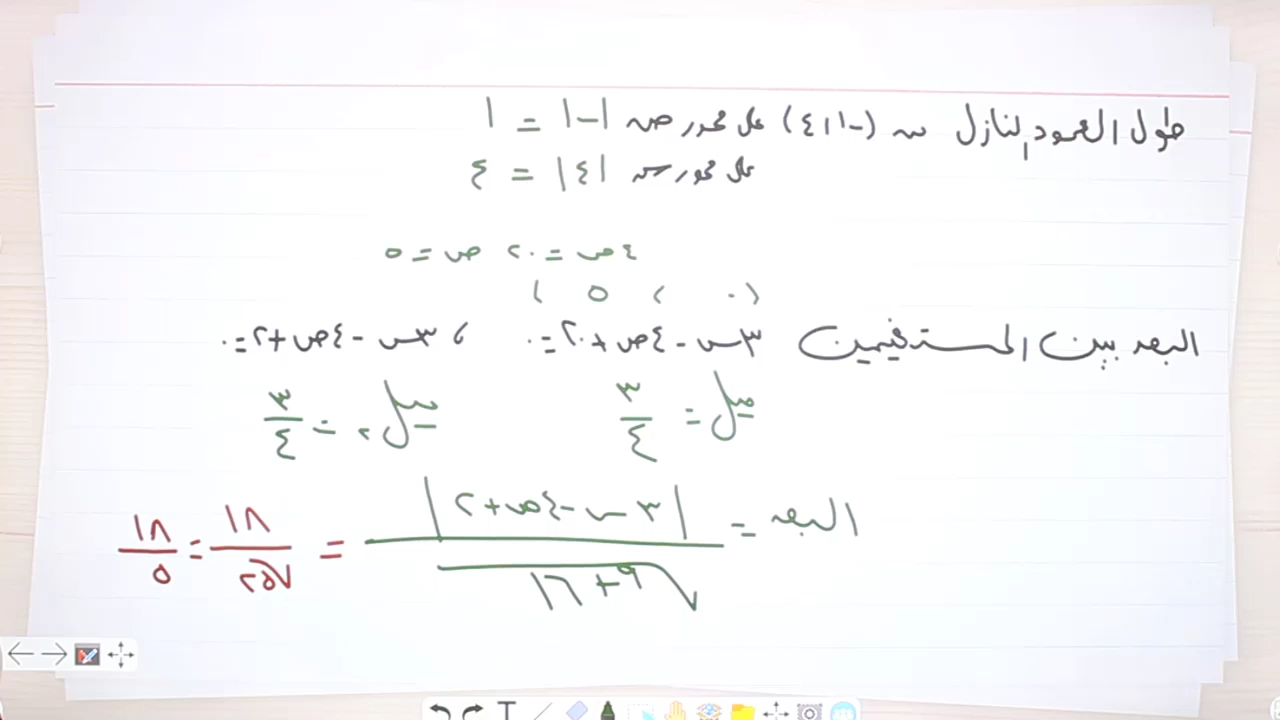 طول العمود النازل من (-١، ٤) على محور ص |-١| = ١
على محور س |٤| = ٤
٤ص = ٢٠ ص = ٥
(٠ ، ٥)
البعد بين المستقيمين ٣س - ٤ص + ٢٠ = ٠ ، ٣س - ٤ص + ٢ = ٠
ميل = ٣/٤ ميل٢ = ٣/٤
البعد = |٣س - ٤ص + ٢| / √(٩ + ١٦) = ١٨/√٢٥ = ١٨/٥
T